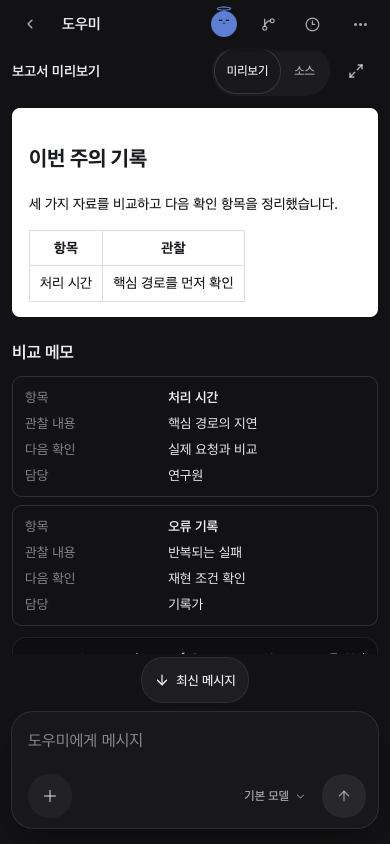 도우미
보고서 미리보기
미리보기
소스
이번 주의 기록
세 가지 자료를 비교하고 다음 확인 항목을 정리했습니다.
항목 관찰
처리 시간 핵심 경로를 먼저 확인
비교 메모
항목 처리 시간
관찰 내용 핵심 경로의 지연
다음 확인 실제 요청과 비교
담당 연구원
항목 오류 기록
관찰 내용 반복되는 실패
다음 확인 재현 조건 확인
담당 기록가
최신 메시지
도우미에게 메시지
기본 모델